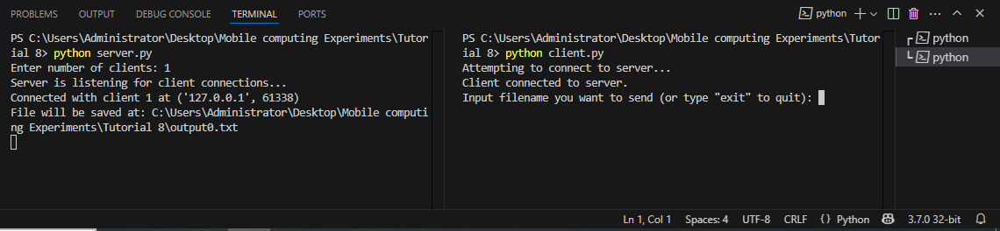 PROBLEMS OUTPUT DEBUG CONSOLE TERMINAL PORTS
python
PS C:\Users\Administrator\Desktop\Mobile computing Experiments\Tutor
ial 8> python server.py
Enter number of clients: 1
Server is listening for client connections...
Connected with client 1 at ('127.0.0.1', 61338)
File will be saved at: C:\Users\Administrator\Desktop\Mobile computi
ng Experiments\Tutorial 8\output0.txt
PS C:\Users\Administrator\Desktop\Mobile computing Experiments\Tutor
ial 8> python client.py
Attempting to connect to server...
Client connected to server.
Input filename you want to send (or type "exit" to quit):
python
python
Ln 1, Col 1 Spaces: 4 UTF-8 CRLF {} Python 3.7.0 32-bit